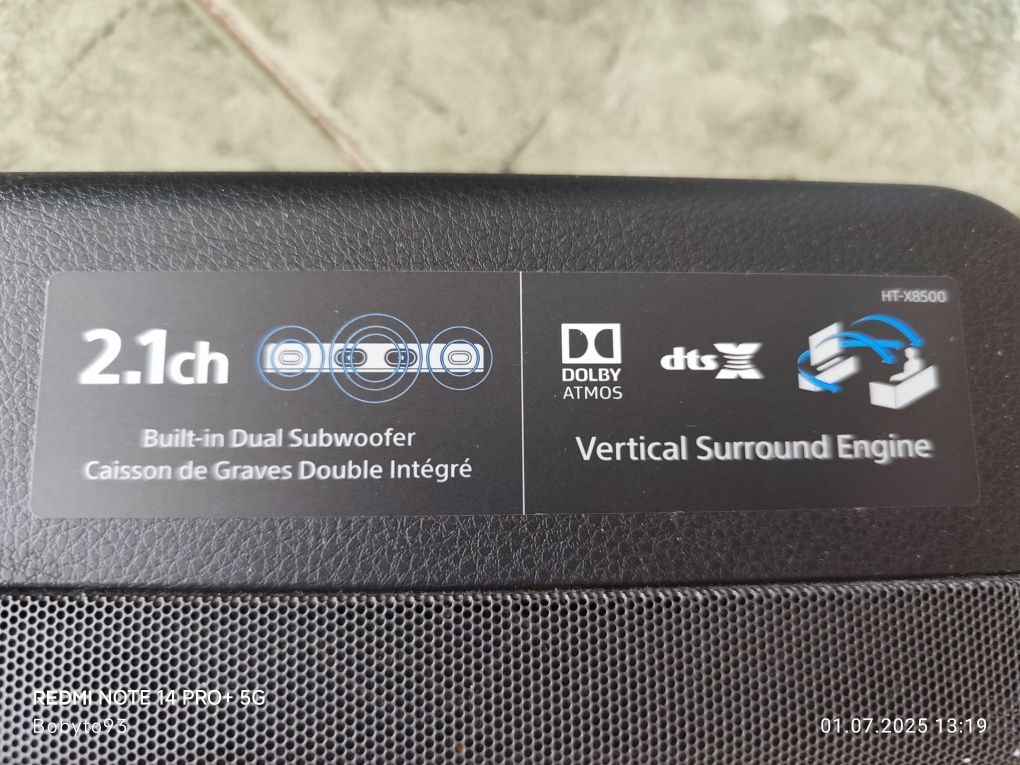 HT-X8500
2.1ch
Built-in Dual Subwoofer
Caisson de Graves Double Intégré
DOLBY
ATMOS
dts X
Vertical Surround Engine
REDMI NOTE 14 PRO+ 5G
Bobyto93
01.07.2025 13:19